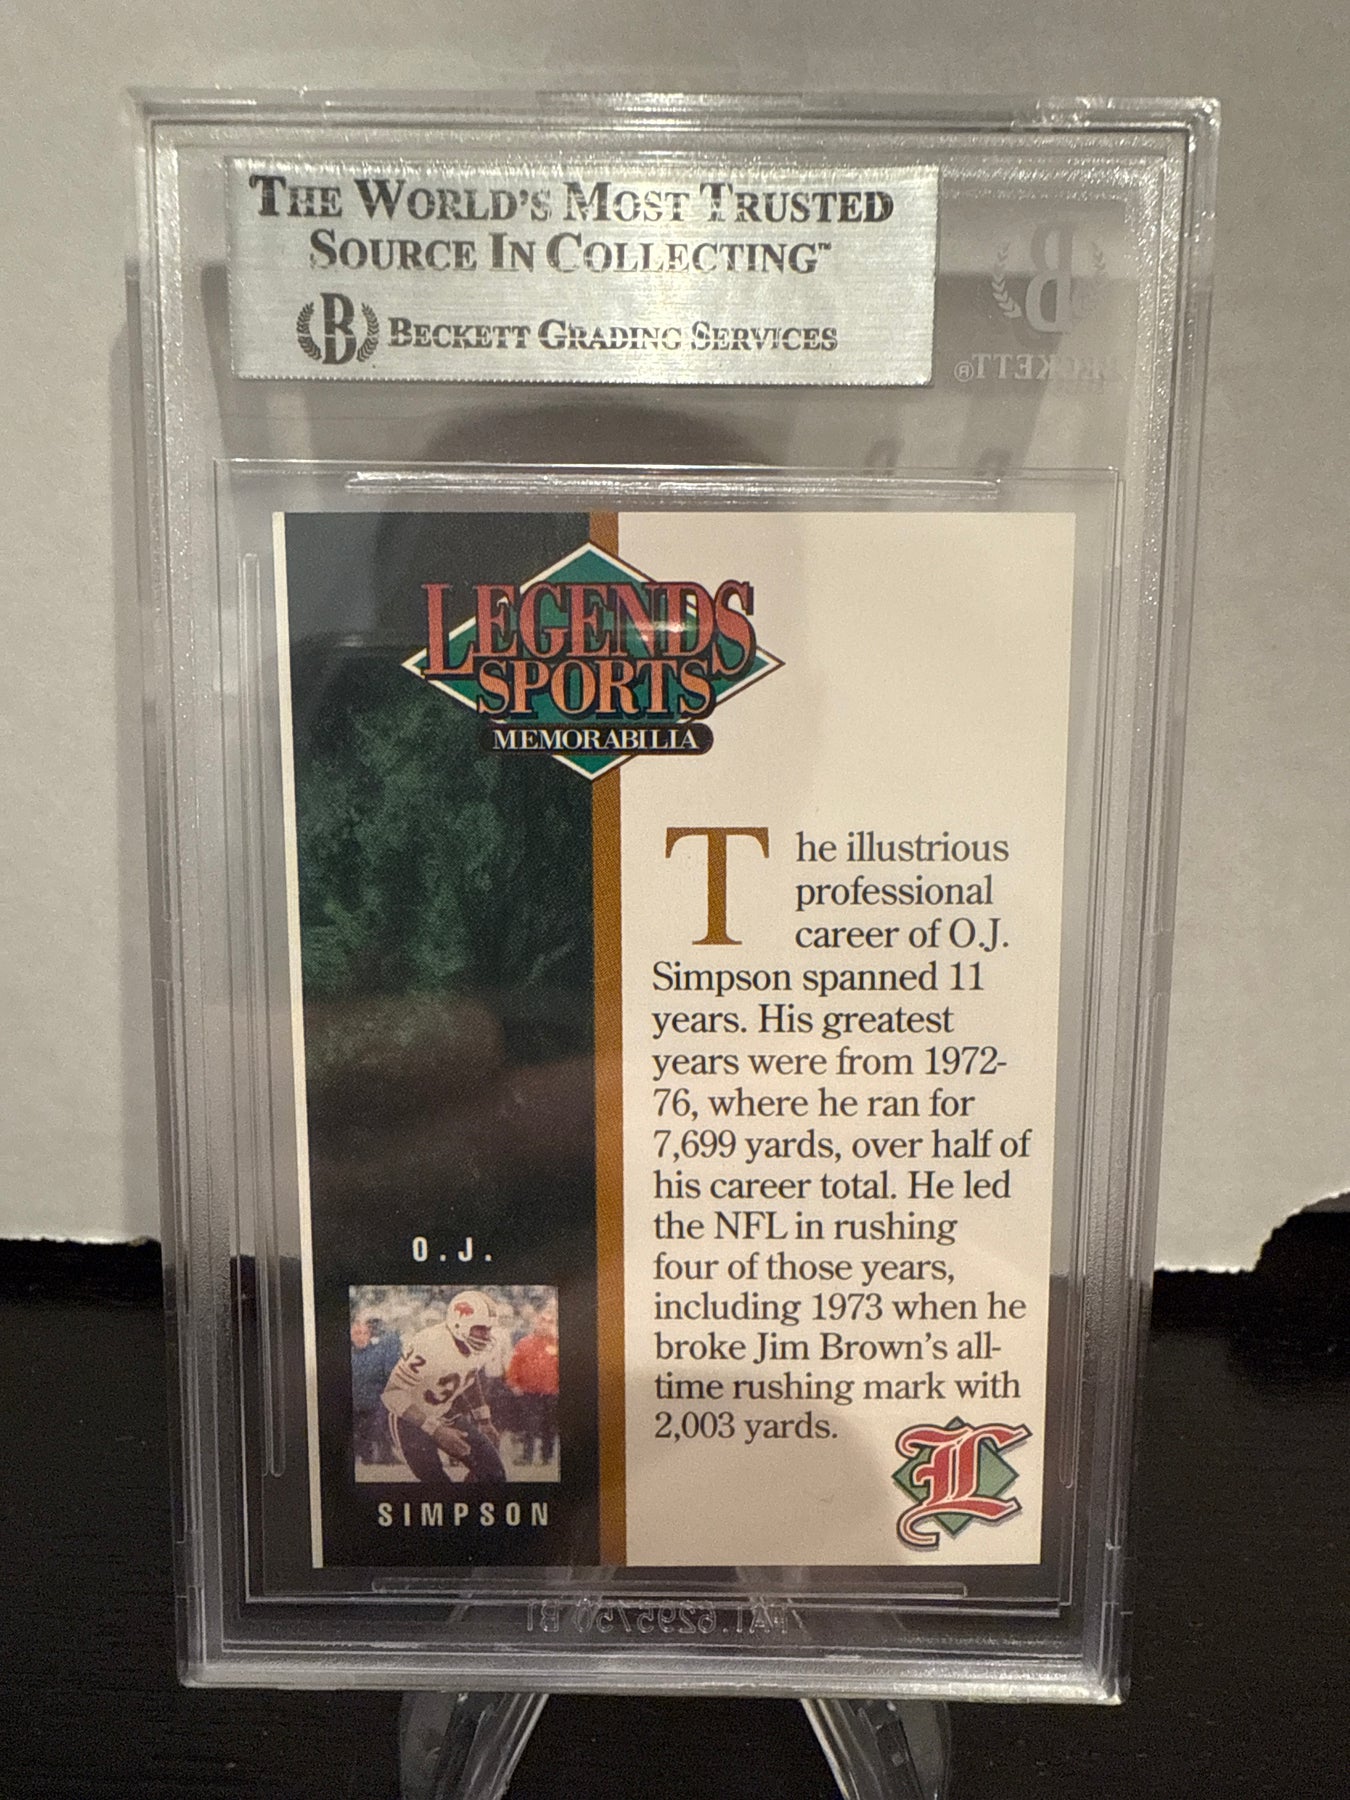 THE WORLD'S MOST TRUSTED
SOURCE IN COLLECTING™
B BECKETT GRADING SERVICES
BECKETT®
LEGENDS
SPORTS
MEMORABILIA
The illustrious
professional
career of O.J.
Simpson spanned 11
years. His greatest
years were from 1972-
76, where he ran for
7,699 yards, over half of
his career total. He led
the NFL in rushing
four of those years,
including 1973 when he
broke Jim Brown's all-
time rushing mark with
2,003 yards.
O.J.
32
SIMPSON
L